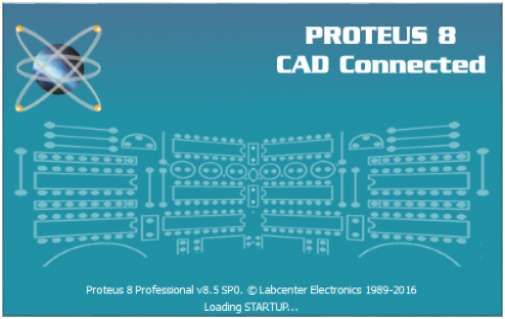 PROTEUS 8
CAD Connected
Proteus 8 Professional v8.5 SP0. © Labcenter Electronics 1989-2016
Loading STARTUP...